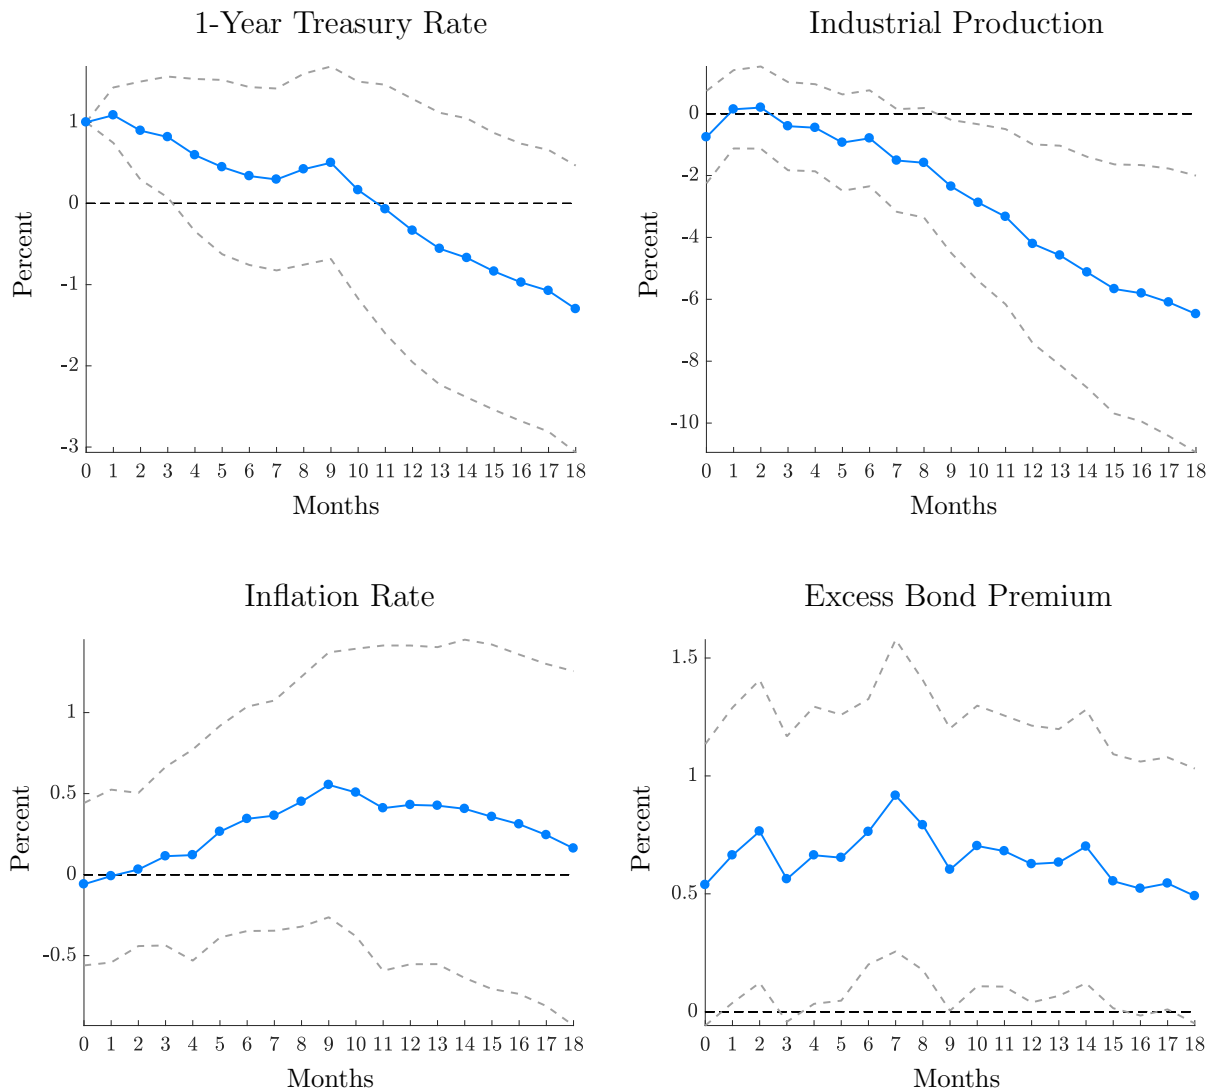 1-Year Treasury Rate
Percent
1
0
-1
-2
-3
0 1 2 3 4 5 6 7 8 9 10 11 12 13 14 15 16 17 18
Months
Industrial Production
Percent
0
-2
-4
-6
-8
-10
0 1 2 3 4 5 6 7 8 9 10 11 12 13 14 15 16 17 18
Months
Inflation Rate
Percent
1
0.5
0
-0.5
0 1 2 3 4 5 6 7 8 9 10 11 12 13 14 15 16 17 18
Months
Excess Bond Premium
Percent
1.5
1
0.5
0
0 1 2 3 4 5 6 7 8 9 10 11 12 13 14 15 16 17 18
Months